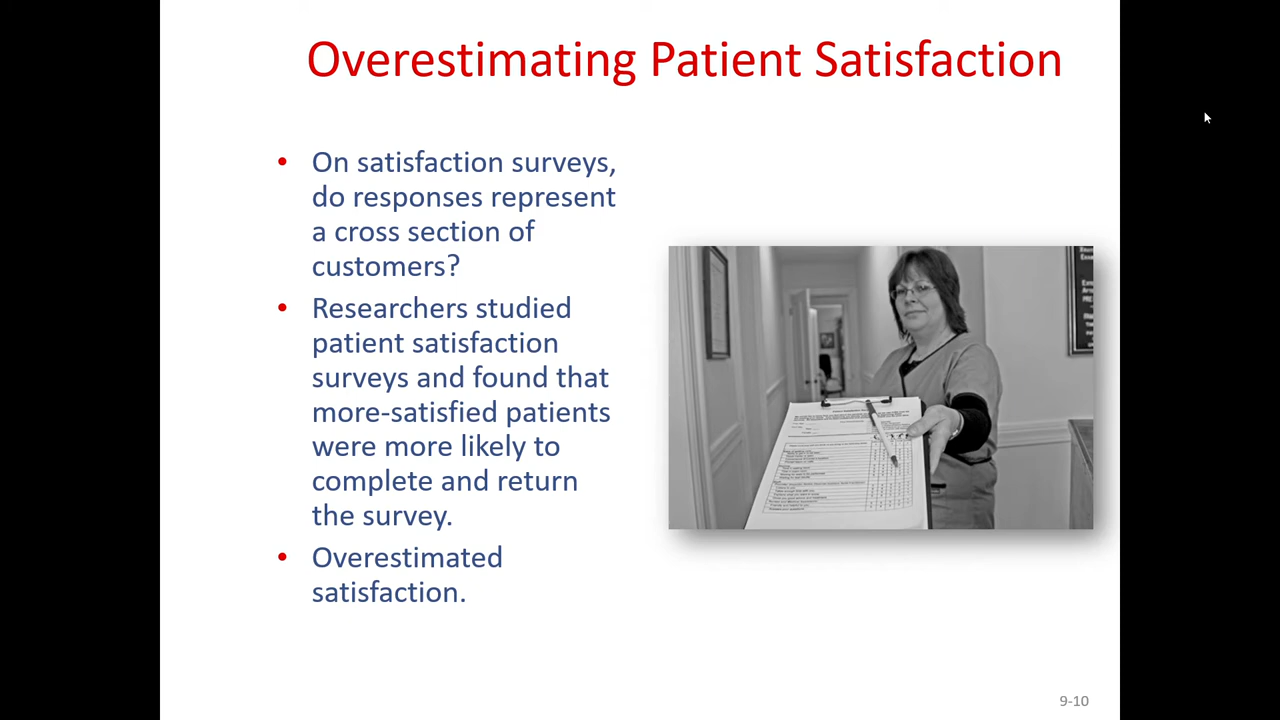 Overestimating Patient Satisfaction
• On satisfaction surveys,
do responses represent
a cross section of
customers?
• Researchers studied
patient satisfaction
surveys and found that
more-satisfied patients
were more likely to
complete and return
the survey.
• Overestimated
satisfaction.
9-10